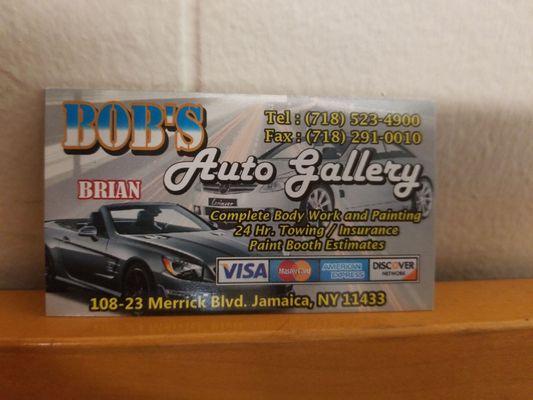 BOB'S
Tel : (718) 523-4900
Fax : (718) 291-0010
Auto Gallery
BRIAN
Lorinser
Complete Body Work and Painting
24 Hr. Towing / Insurance
Paint Booth Estimates
VISA MasterCard AMERICAN EXPRESS DISCOVER NETWORK
108-23 Merrick Blvd. Jamaica, NY 11433